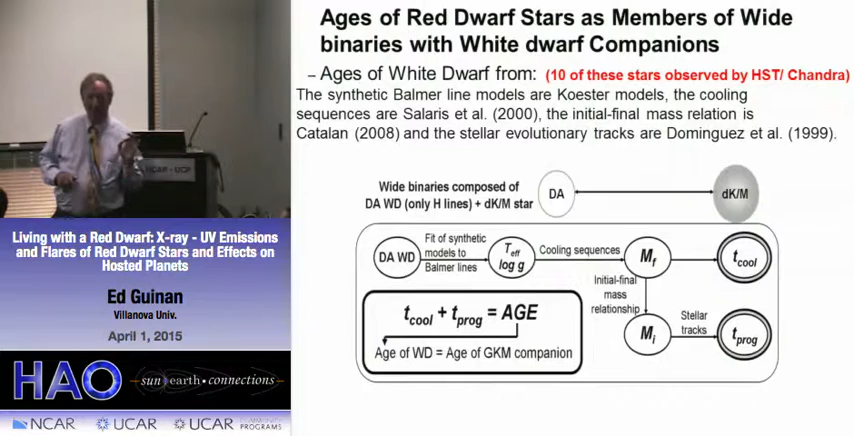 Ages of Red Dwarf Stars as Members of Wide
binaries with White dwarf Companions
– Ages of White Dwarf from: (10 of these stars observed by HST/ Chandra)
The synthetic Balmer line models are Koester models, the cooling
sequences are Salaris et al. (2000), the initial-final mass relation is
Catalan (2008) and the stellar evolutionary tracks are Dominguez et al. (1999).
Wide binaries composed of
DA WD (only H lines) + dK/M star
DA
dK/M
DA WD
Fit of synthetic
models to
Balmer lines
Teff
log g
Cooling sequences
Mf
tcool
Initial-final
mass
relationship
Mi
Stellar
tracks
tprog
tcool + tprog = AGE
Age of WD = Age of GKM companion
UCAR - UCP
Living with a Red Dwarf: X-ray - UV Emissions
and Flares of Red Dwarf Stars and Effects on
Hosted Planets
Ed Guinan
Villanova Univ.
April 1, 2015
HAO
sun earth connections
NCAR
UCAR
UCAR
PROGRAMS